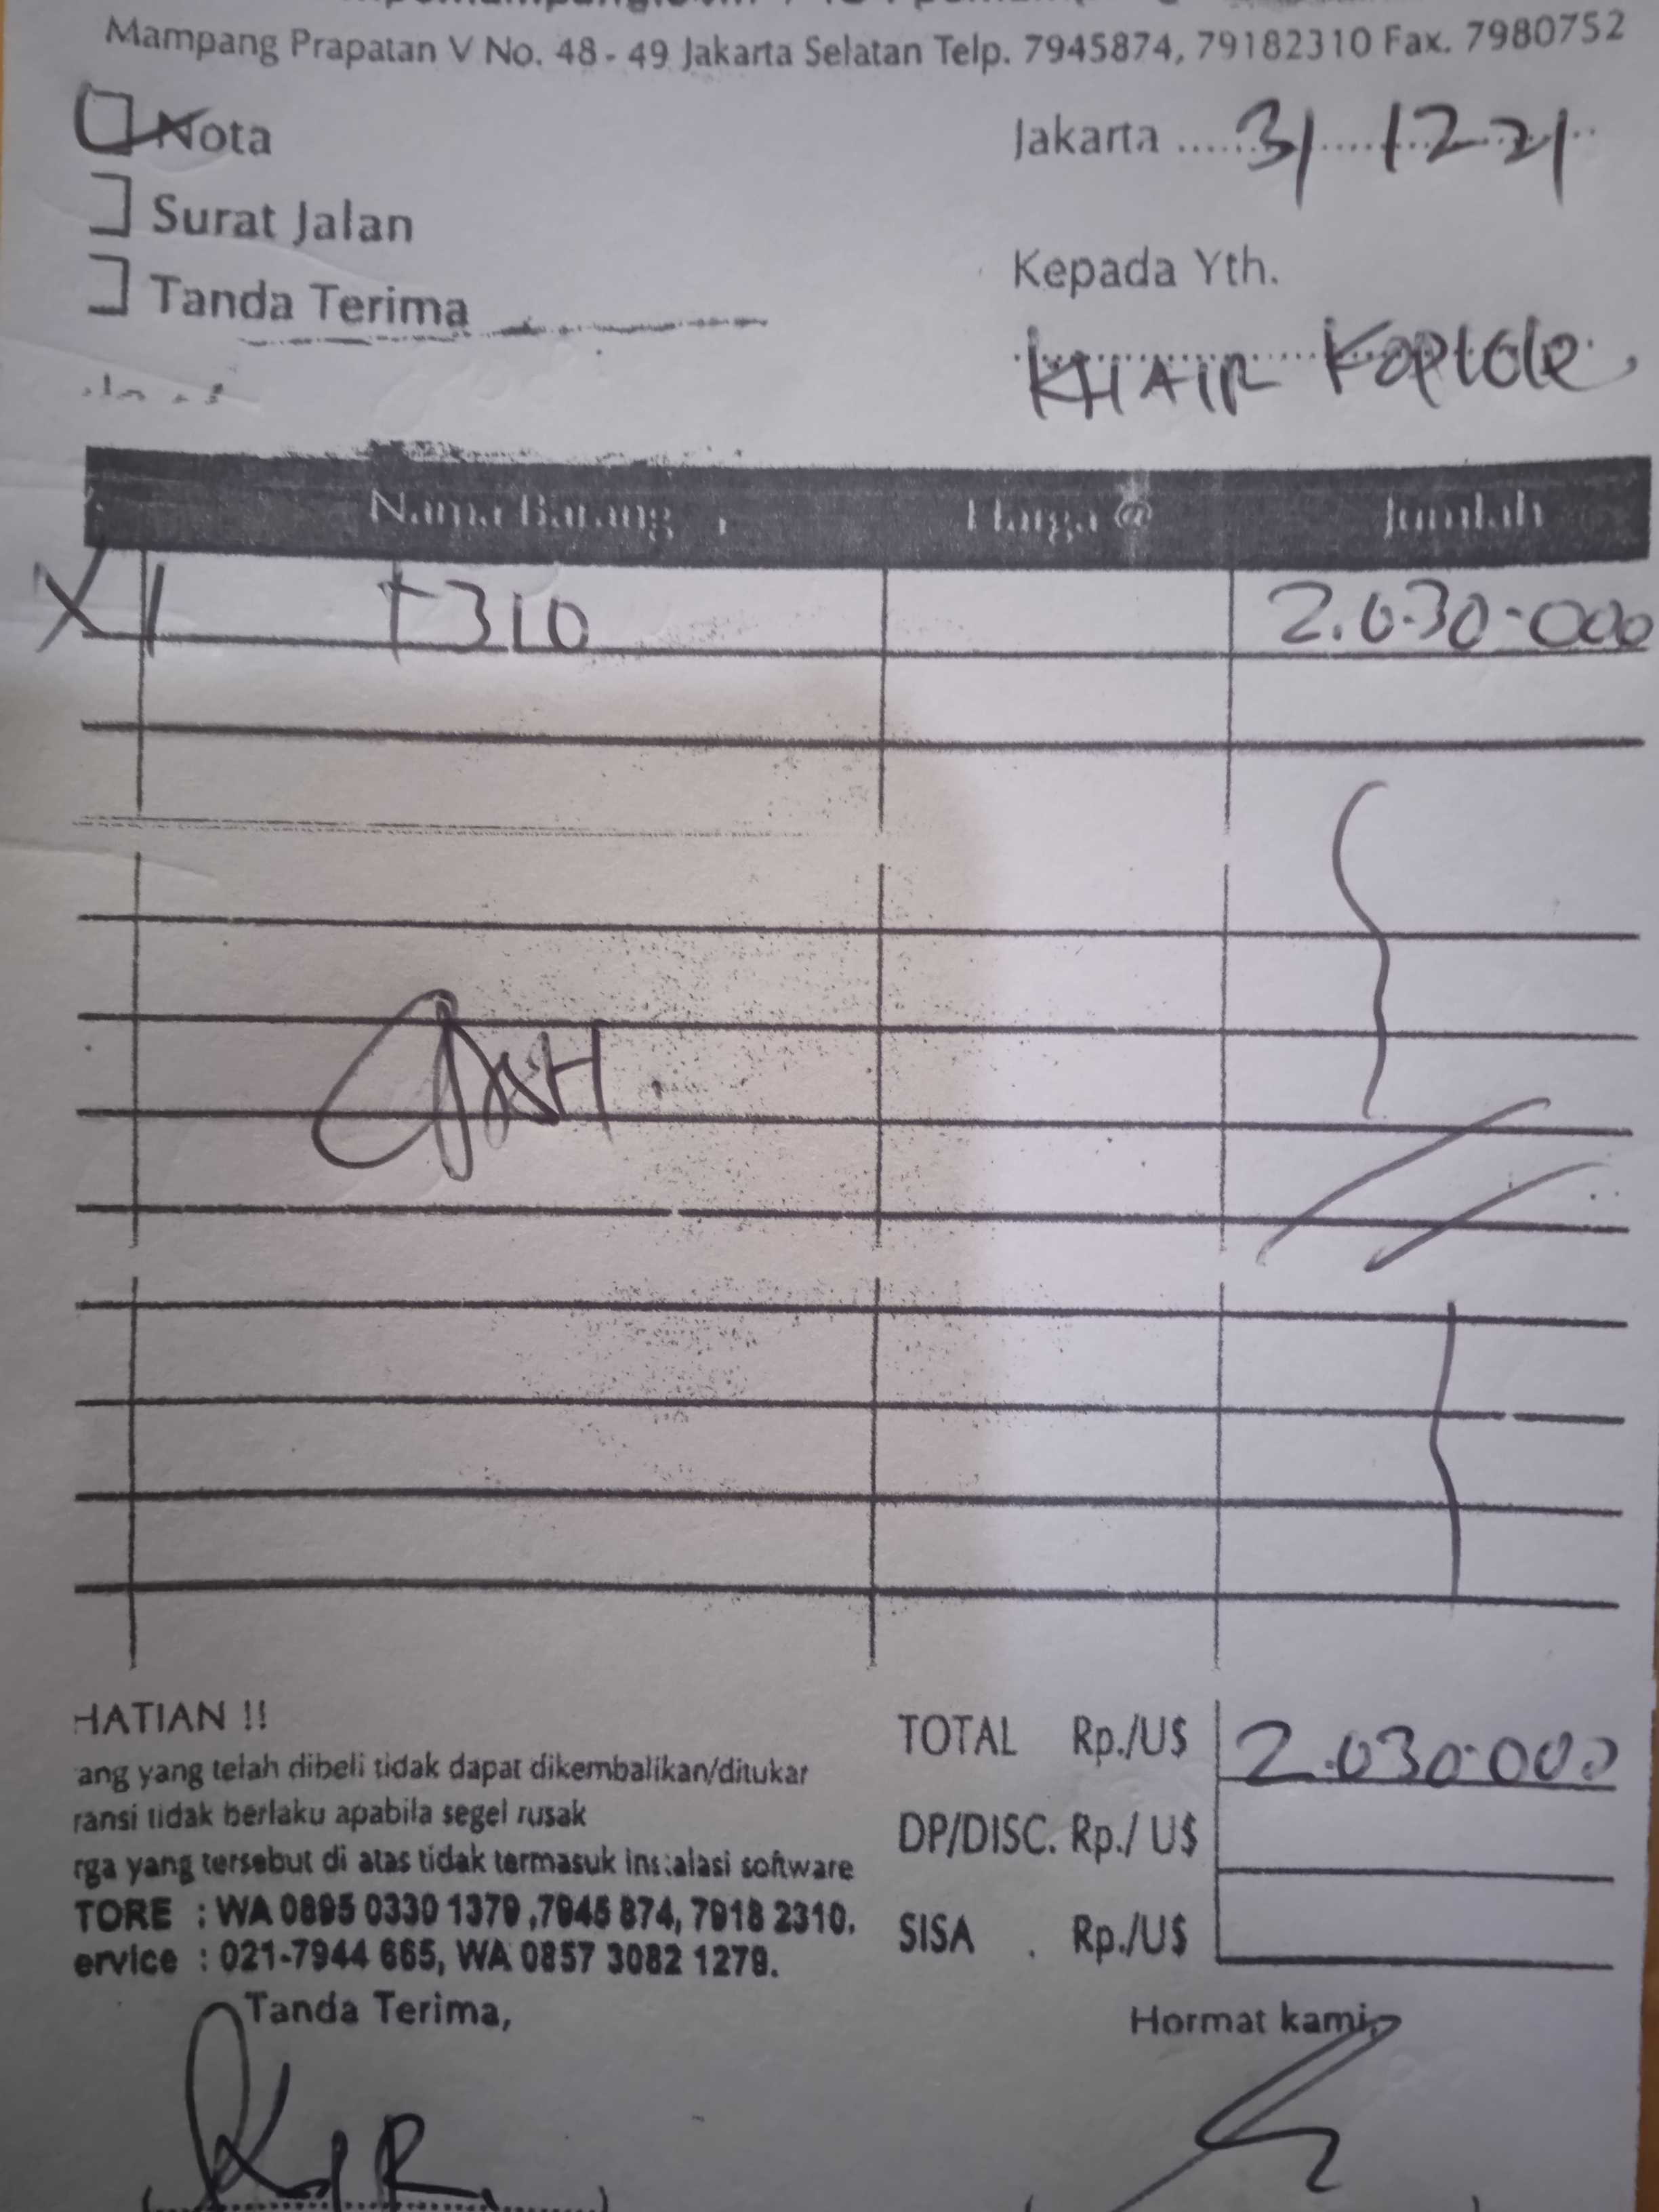 Mampang Prapatan V No. 48 - 49 Jakarta Selatan Telp. 7945874, 79182310 Fax. 7980752
Nota
Jakarta ..... 31 .... 12 - 21
Surat Jalan
Kepada Yth.
Tanda Terima
KHAIR
Nama Barang Harga @ Jumlah
1 T310 2.030.000
CASH
HATIAN !!
TOTAL Rp./U$ 2.030.000
ang yang telah dibeli tidak dapat dikembalikan/ditukar
ransi tidak berlaku apabila segel rusak
DP/DISC. Rp./ U$
rga yang tersebut di atas tidak termasuk instalasi software
TORE : WA 0895 0330 1379 ,7945 874, 7918 2310.
SISA Rp./U$
ervice : 021-7944 665, WA 0857 3082 1279.
Tanda Terima,
Hormat kami,